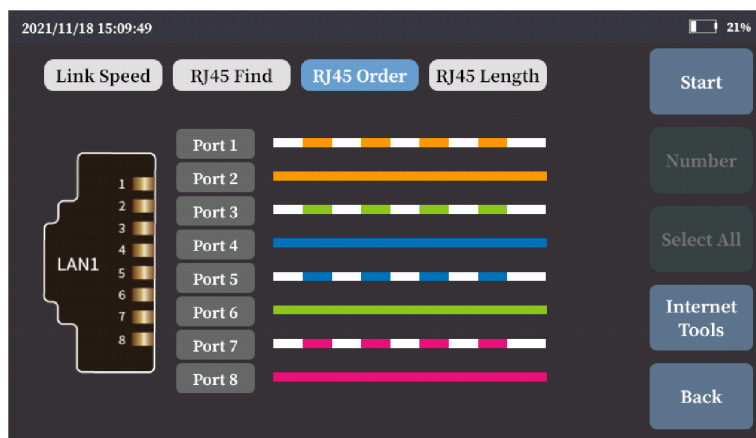 2021/11/18 15:09:49
21%
Link Speed
RJ45 Find
RJ45 Order
RJ45 Length
Start
Number
Select All
Internet
Tools
Back
LAN1
1
2
3
4
5
6
7
8
Port 1
Port 2
Port 3
Port 4
Port 5
Port 6
Port 7
Port 8